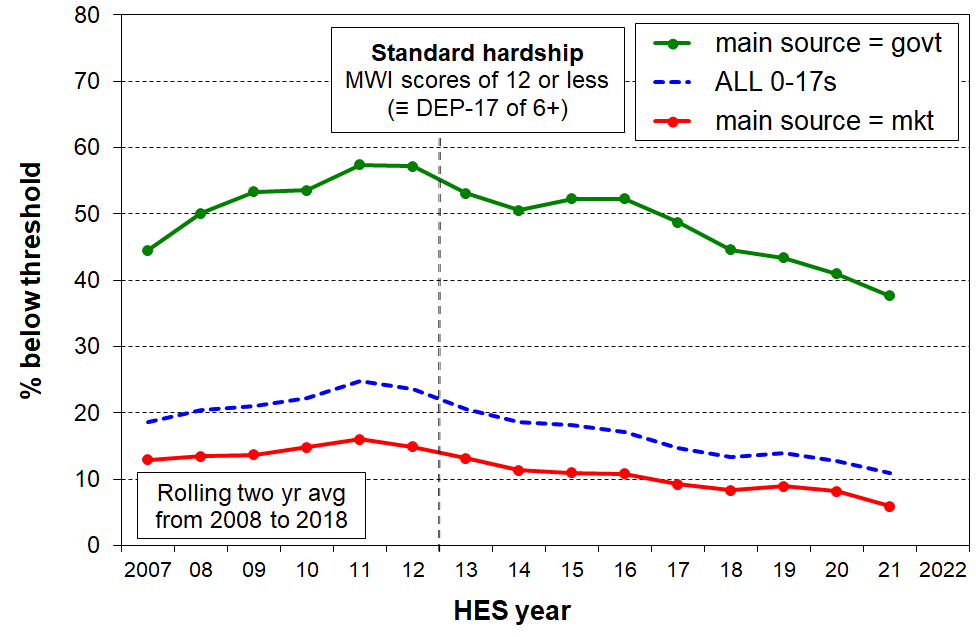 80
70
60
50
40
30
20
10
0
% below threshold
Standard hardship
MWI scores of 12 or less
(≡ DEP-17 of 6+)
main source = govt
ALL 0-17s
main source = mkt
Rolling two yr avg
from 2008 to 2018
2007 08 09 10 11 12 13 14 15 16 17 18 19 20 21 2022
HES year